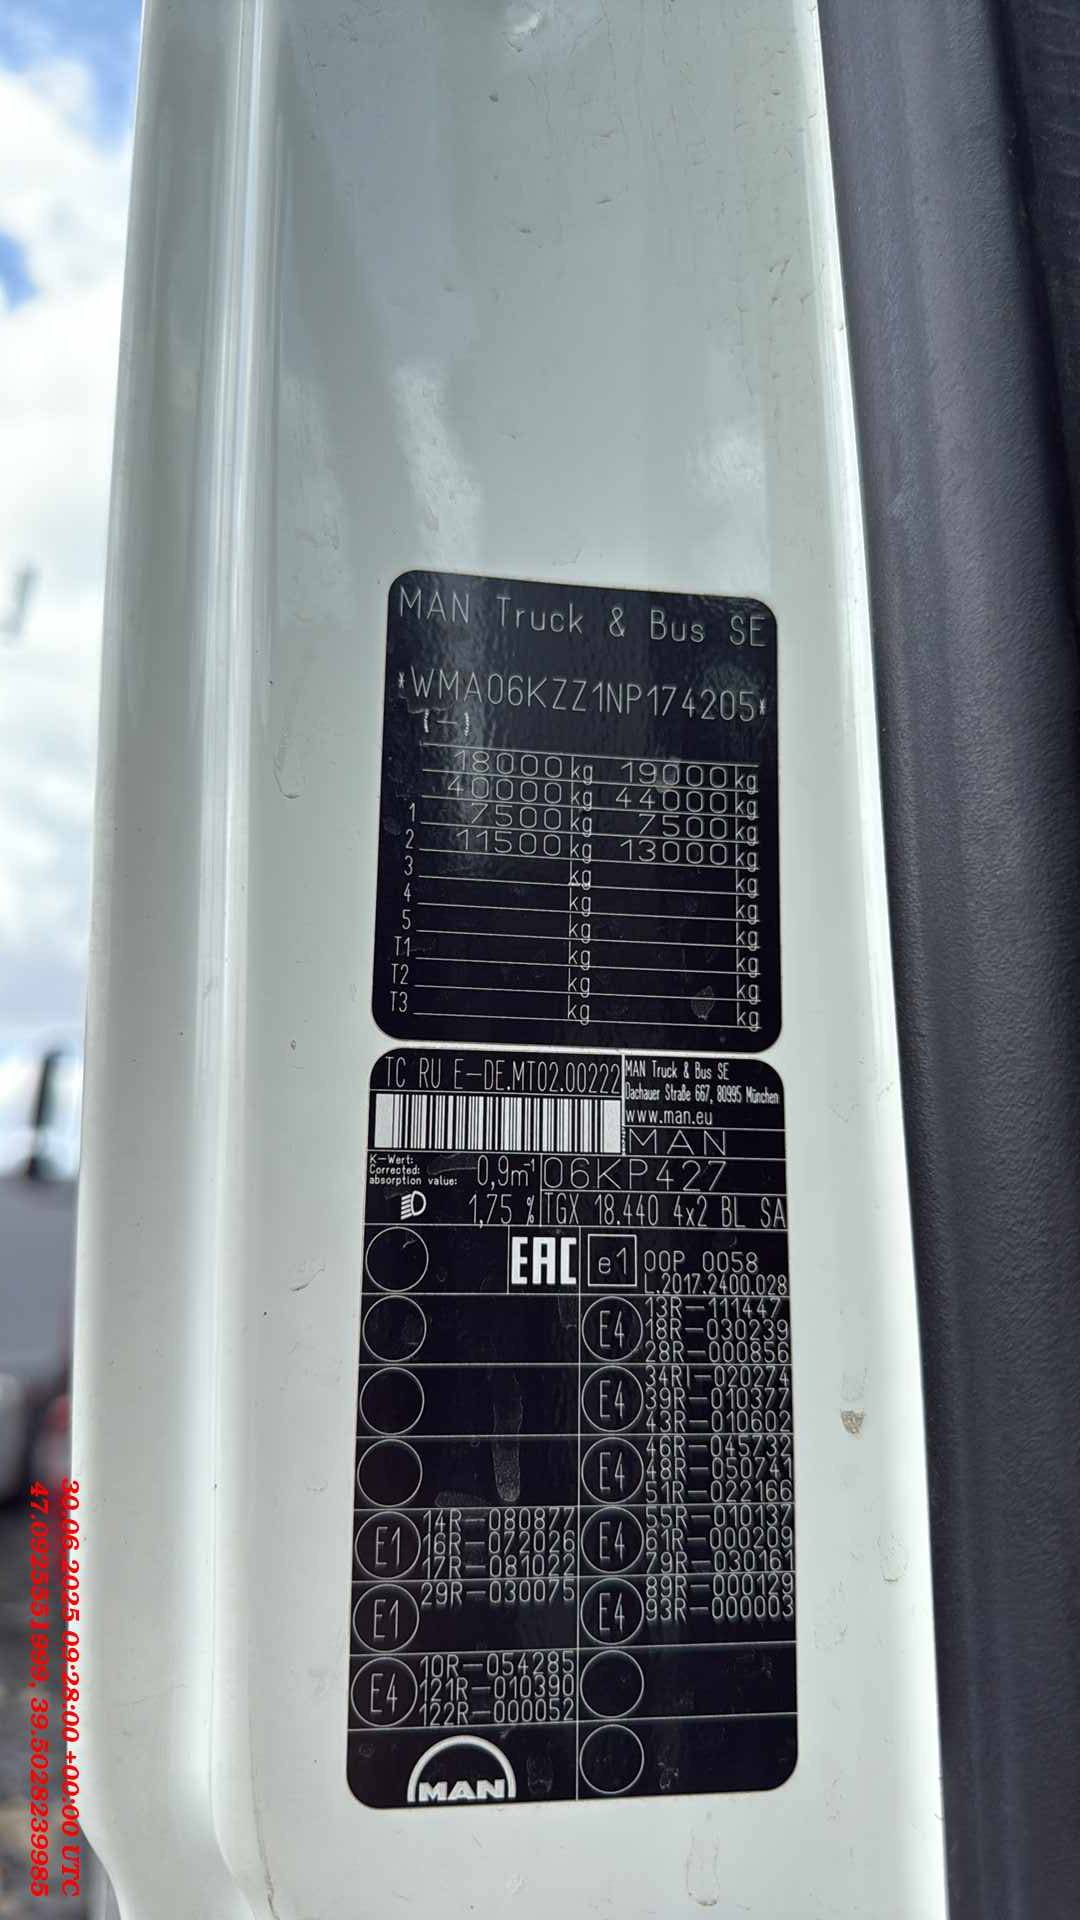 MAN Truck & Bus SE
*WMA06KZZ1NP174205*
18000 kg 19000 kg
40000 kg 44000 kg
1 7500 kg 7500 kg
2 11500 kg 13000 kg
3 kg kg
4 kg kg
5 kg kg
T1 kg kg
T2 kg kg
T3 kg kg
TC RU E-DE.MT02.00222
MAN Truck & Bus SE
Dachauer Straße 667, 80995 München
www.man.eu
MAN
K-Wert:
Corrected:
absorption value:
0,9m⁻¹
06KP427
1,75 %
TGX 18.440 4x2 BL SA
EAC
e1
00P 0058
L.2017.2400.028
E4
13R-111447
18R-030239
28R-000856
E4
34RI-020274
39R-010377
43R-010602
E4
46R-045732
48R-050741
51R-022166
E1
14R-080877
16R-072026
17R-081022
E4
55R-010137
61R-000209
79R-030161
E1
29R-030075
E4
89R-000129
93R-000003
E4
10R-054285
121R-010390
122R-000052
MAN
30.06.2025 09:28:00 +00:00 UTC
47.0925551999, 39.5028239985